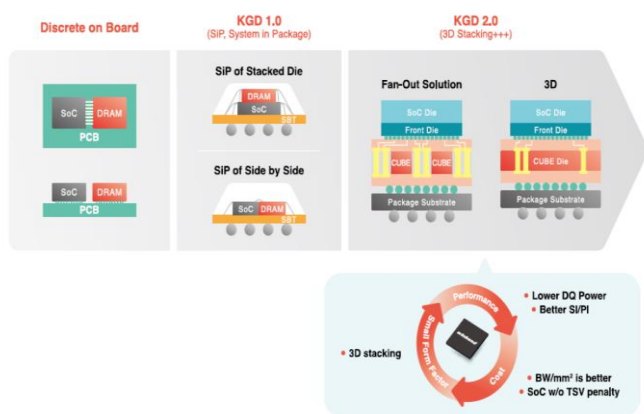 Discrete on Board
KGD 1.0
(SiP, System in Package)
KGD 2.0
(3D Stacking+++)
SoC
DRAM
PCB
SoC
DRAM
PCB
SiP of Stacked Die
DRAM
SoC
SBT
SiP of Side by Side
SoC
DRAM
SBT
Fan-Out Solution
SoC Die
Front Die
CUBE
CUBE
Package Substrate
3D
SoC Die
Front Die
CUBE Die
Package Substrate
Performance
Cost
Small Form Factor
winbond
• Lower DQ Power
• Better SI/PI
• 3D stacking
• BW/mm² is better
• SoC w/o TSV penalty